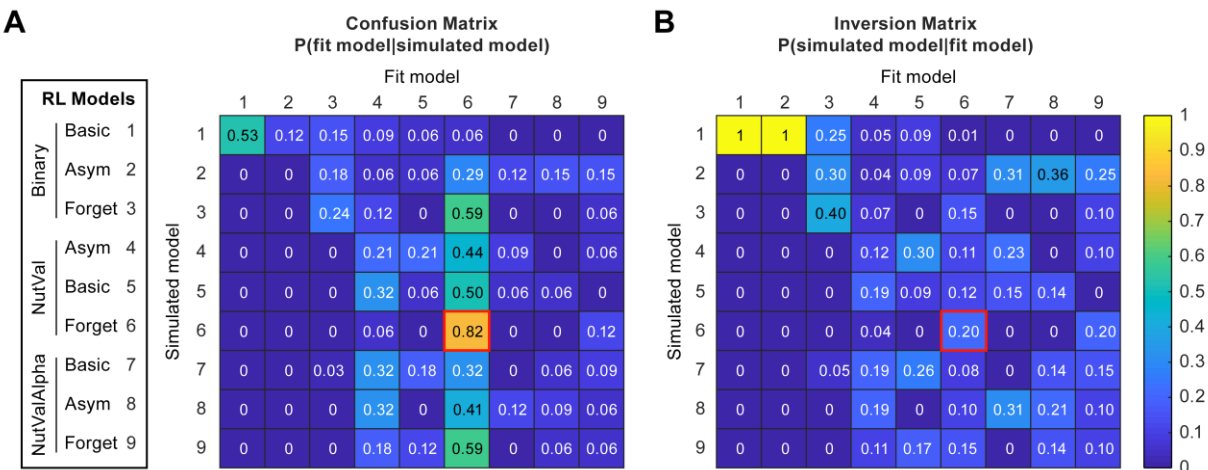 A
Confusion Matrix
P(fit model|simulated model)
Fit model
1 2 3 4 5 6 7 8 9
RL Models
Binary
Basic 1
Asym 2
Forget 3
NutVal
Asym 4
Basic 5
Forget 6
NutValAlpha
Basic 7
Asym 8
Forget 9
Simulated model
1 0.53 0.12 0.15 0.09 0.06 0.06 0 0 0
2 0 0 0.18 0.06 0.06 0.29 0.12 0.15 0.15
3 0 0 0.24 0.12 0 0.59 0 0 0.06
4 0 0 0 0.21 0.21 0.44 0.09 0 0.06
5 0 0 0 0.32 0.06 0.50 0.06 0.06 0
6 0 0 0 0.06 0 0.82 0 0 0.12
7 0 0 0.03 0.32 0.18 0.32 0 0.06 0.09
8 0 0 0 0.32 0 0.41 0.12 0.09 0.06
9 0 0 0 0.18 0.12 0.59 0 0.06 0.06
B
Inversion Matrix
P(simulated model|fit model)
Fit model
1 2 3 4 5 6 7 8 9
Simulated model
1 1 1 0.25 0.05 0.09 0.01 0 0 0
2 0 0 0.30 0.04 0.09 0.07 0.31 0.36 0.25
3 0 0 0.40 0.07 0 0.15 0 0 0.10
4 0 0 0 0.12 0.30 0.11 0.23 0 0.10
5 0 0 0 0.19 0.09 0.12 0.15 0.14 0
6 0 0 0 0.04 0 0.20 0 0 0.20
7 0 0 0.05 0.19 0.26 0.08 0 0.14 0.15
8 0 0 0 0.19 0 0.10 0.31 0.21 0.10
9 0 0 0 0.11 0.17 0.15 0 0.14 0.10
1
0.9
0.8
0.7
0.6
0.5
0.4
0.3
0.2
0.1
0